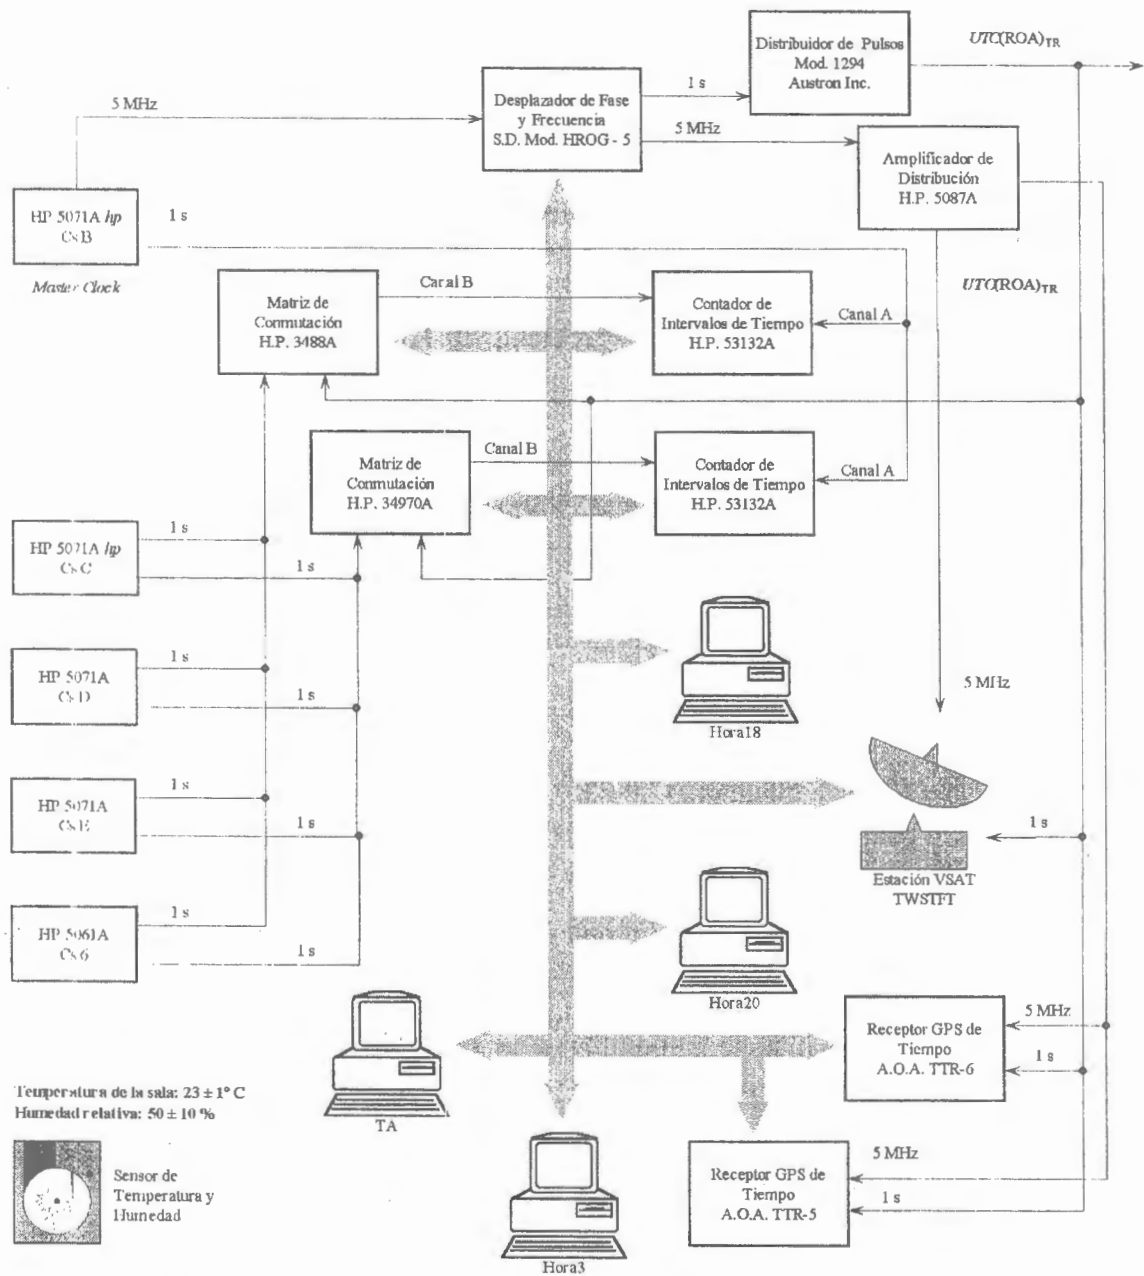 Distribuidor de Pulsos
Mod. 1294
Austron Inc.
UTC(ROA)TR
5 MHz
Desplazador de Fase
y Frecuencia
S.D. Mod. HROG - 5
1 s
5 MHz
Amplificador de
Distribución
H.P. 5087A
HP 5071A hp
Cs B
1 s
Master Clock
UTC(ROA)TR
Matriz de
Conmutación
H.P. 3488A
Canal B
Contador de
Intervalos de Tiempo
H.P. 53132A
Canal A
Matriz de
Conmutación
H.P. 34970A
Canal B
Contador de
Intervalos de Tiempo
H.P. 53132A
Canal A
HP 5071A hp
Cs C
1 s
1 s
HP 5071A
Cs D
1 s
1 s
Hora18
5 MHz
HP 5071A
Cs E
1 s
1 s
1 s
Estación VSAT
TWSTFT
HP 5061A
Cs 6
1 s
1 s
Hora20
TA
Receptor GPS de
Tiempo
A.O.A. TTR-6
5 MHz
1 s
Temperatura de la sala: 23 ± 1° C
Humedad relativa: 50 ± 10 %
Sensor de
Temperatura y
Humedad
Hora3
Receptor GPS de
Tiempo
A.O.A. TTR-5
5 MHz
1 s